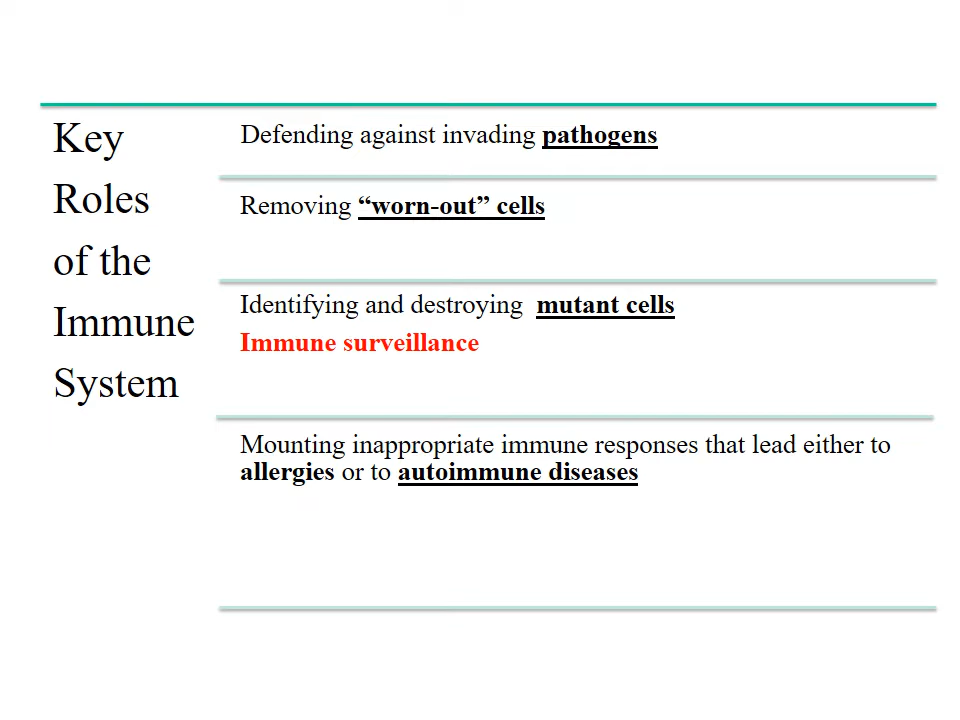 Key
Roles
of the
Immune
System
Defending against invading pathogens
Removing “worn-out” cells
Identifying and destroying mutant cells
Immune surveillance
Mounting inappropriate immune responses that lead either to
allergies or to autoimmune diseases